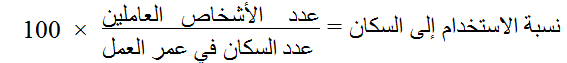 نسبة الاستخدام إلى السكان = عدد الأشخاص العاملين / عدد السكان في عمر العمل × 100